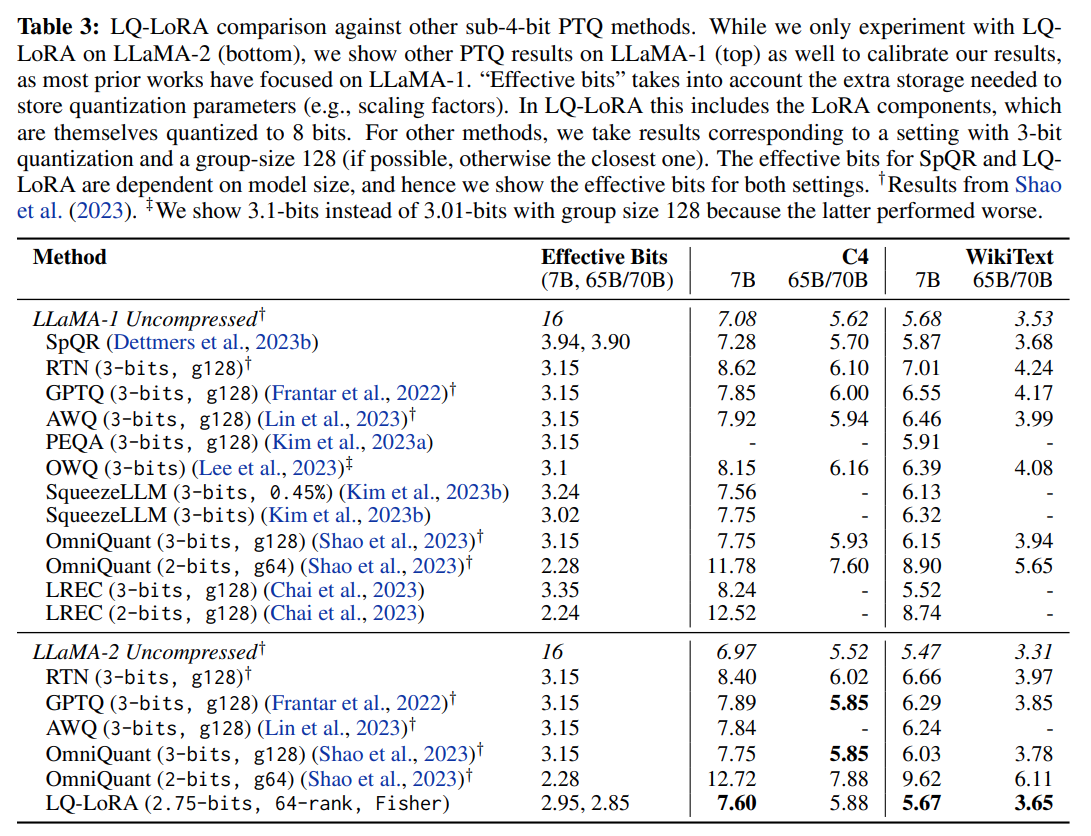 Table 3: LQ-LoRA comparison against other sub-4-bit PTQ methods. While we only experiment with LQ-
LoRA on LLaMA-2 (bottom), we show other PTQ results on LLaMA-1 (top) as well to calibrate our results,
as most prior works have focused on LLaMA-1. “Effective bits” takes into account the extra storage needed to
store quantization parameters (e.g., scaling factors). In LQ-LoRA this includes the LoRA components, which
are themselves quantized to 8 bits. For other methods, we take results corresponding to a setting with 3-bit
quantization and a group-size 128 (if possible, otherwise the closest one). The effective bits for SpQR and LQ-
LoRA are dependent on model size, and hence we show the effective bits for both settings. †Results from Shao
et al. (2023). ‡We show 3.1-bits instead of 3.01-bits with group size 128 because the latter performed worse.
Method Effective Bits C4 WikiText
(7B, 65B/70B) 7B 65B/70B 7B 65B/70B
LLaMA-1 Uncompressed† 16 7.08 5.62 5.68 3.53
SpQR (Dettmers et al., 2023b) 3.94, 3.90 7.28 5.70 5.87 3.68
RTN (3-bits, g128)† 3.15 8.62 6.10 7.01 4.24
GPTQ (3-bits, g128) (Frantar et al., 2022)† 3.15 7.85 6.00 6.55 4.17
AWQ (3-bits, g128) (Lin et al., 2023)† 3.15 7.92 5.94 6.46 3.99
PEQA (3-bits, g128) (Kim et al., 2023a) 3.15 - - 5.91 -
OWQ (3-bits) (Lee et al., 2023)‡ 3.1 8.15 6.16 6.39 4.08
SqueezeLLM (3-bits, 0.45%) (Kim et al., 2023b) 3.24 7.56 - 6.13 -
SqueezeLLM (3-bits) (Kim et al., 2023b) 3.02 7.75 - 6.32 -
OmniQuant (3-bits, g128) (Shao et al., 2023)† 3.15 7.75 5.93 6.15 3.94
OmniQuant (2-bits, g64) (Shao et al., 2023)† 2.28 11.78 7.60 8.90 5.65
LREC (3-bits, g128) (Chai et al., 2023) 3.35 8.24 - 5.52 -
LREC (2-bits, g128) (Chai et al., 2023) 2.24 12.52 - 8.74 -
LLaMA-2 Uncompressed† 16 6.97 5.52 5.47 3.31
RTN (3-bits, g128)† 3.15 8.40 6.02 6.66 3.97
GPTQ (3-bits, g128) (Frantar et al., 2022)† 3.15 7.89 5.85 6.29 3.85
AWQ (3-bits, g128) (Lin et al., 2023)† 3.15 7.84 - 6.24 -
OmniQuant (3-bits, g128) (Shao et al., 2023)† 3.15 7.75 5.85 6.03 3.78
OmniQuant (2-bits, g64) (Shao et al., 2023)† 2.28 12.72 7.88 9.62 6.11
LQ-LoRA (2.75-bits, 64-rank, Fisher) 2.95, 2.85 7.60 5.88 5.67 3.65